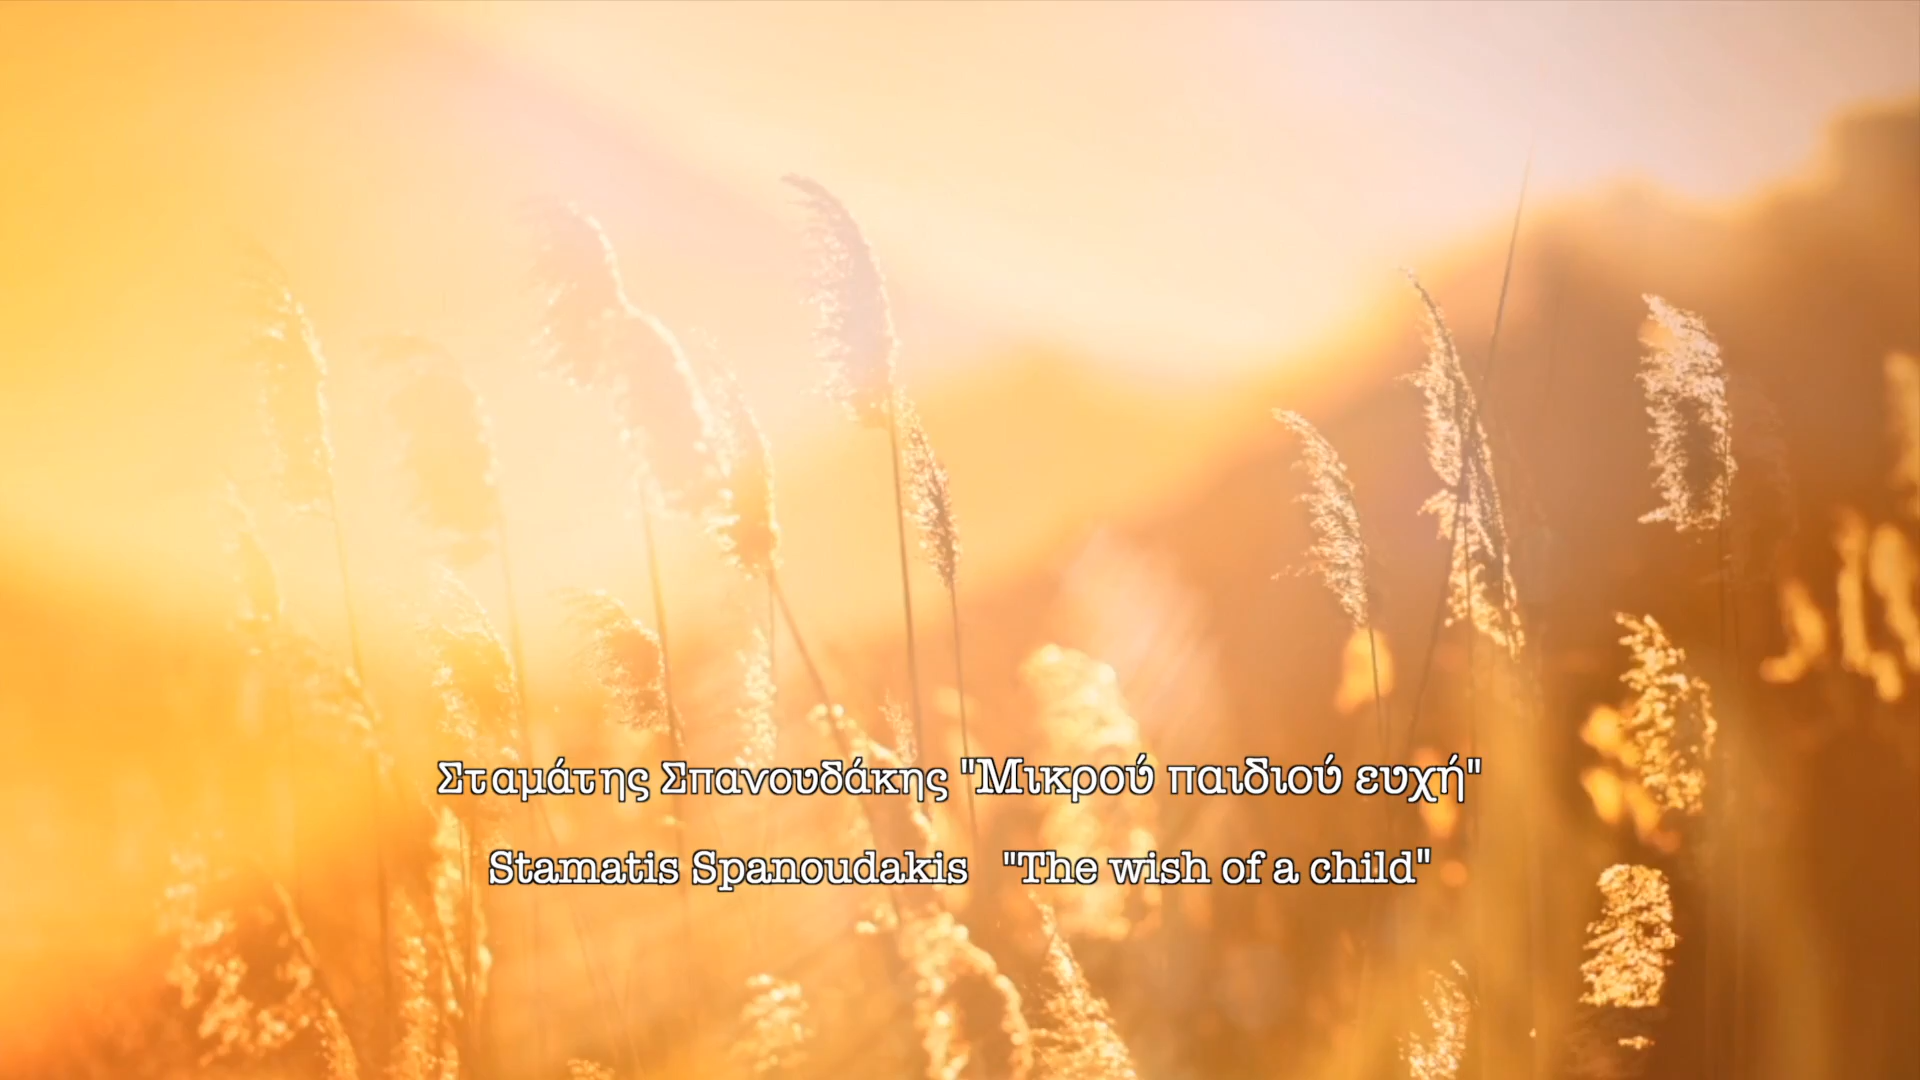 Σταμάτης Σπανουδάκης "Μικρού παιδιού ευχή"
Stamatis Spanoudakis "The wish of a child"